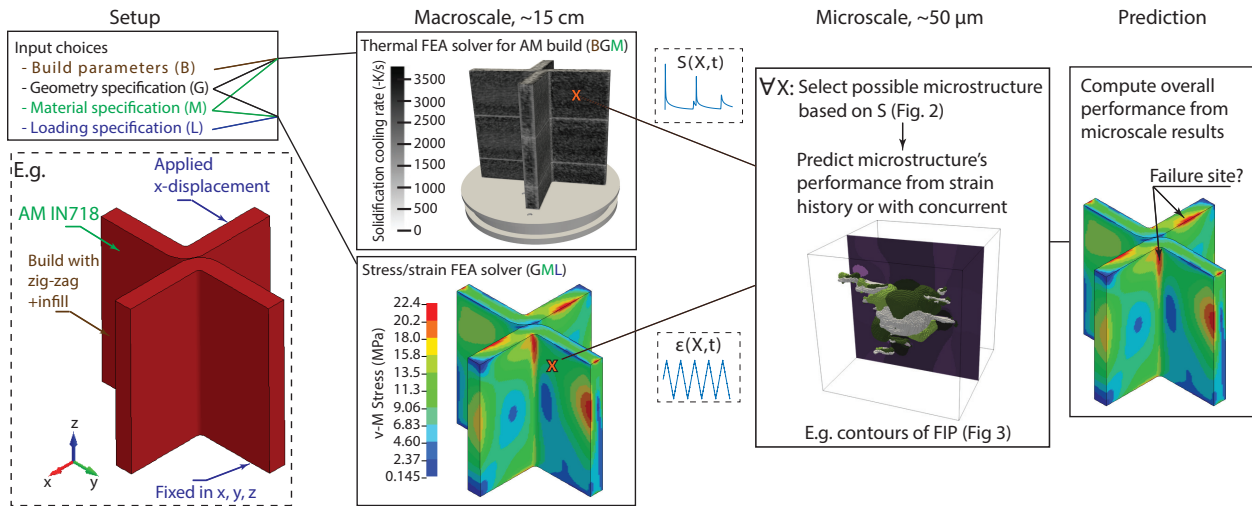 Setup
Macroscale, ~15 cm
Microscale, ~50 μm
Prediction
Input choices
- Build parameters (B)
- Geometry specification (G)
- Material specification (M)
- Loading specification (L)
E.g.
Applied
x-displacement
AM IN718
Build with
zig-zag
+infill
z
x
y
Fixed in x, y, z
Thermal FEA solver for AM build (BGM)
Solidification cooling rate (-K/s)
3500
3000
2500
2000
1500
1000
500
0
X
Stress/strain FEA solver (GML)
v-M Stress (MPa)
22.4
20.2
18.0
15.8
13.5
11.3
9.06
6.83
4.60
2.37
0.145
X
S(X,t)
ε(X,t)
∀X: Select possible microstructure
based on S (Fig. 2)
Predict microstructure's
performance from strain
history or with concurrent
E.g. contours of FIP (Fig 3)
Compute overall
performance from
microscale results
Failure site?